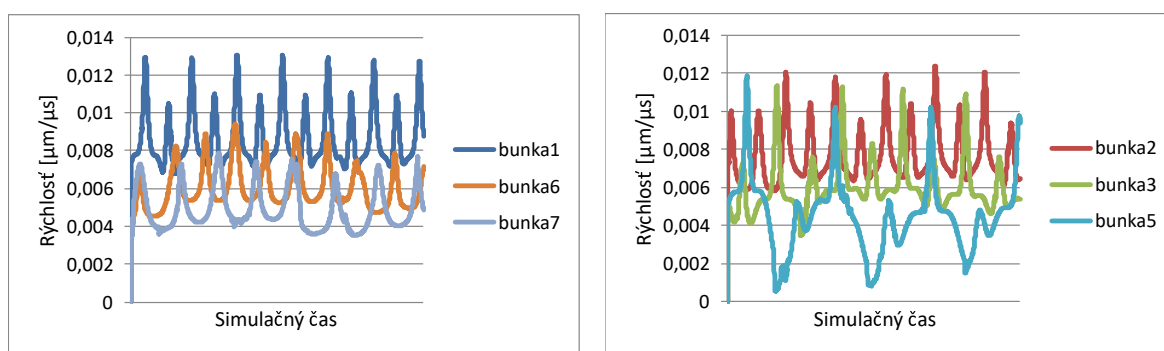 0,014
0,012
0,01
0,008
0,006
0,004
0,002
0
Rýchlosť [µm/µs]
Simulačný čas
bunka1
bunka6
bunka7
0,014
0,012
0,01
0,008
0,006
0,004
0,002
0
Rýchlosť [µm/µs]
Simulačný čas
bunka2
bunka3
bunka5